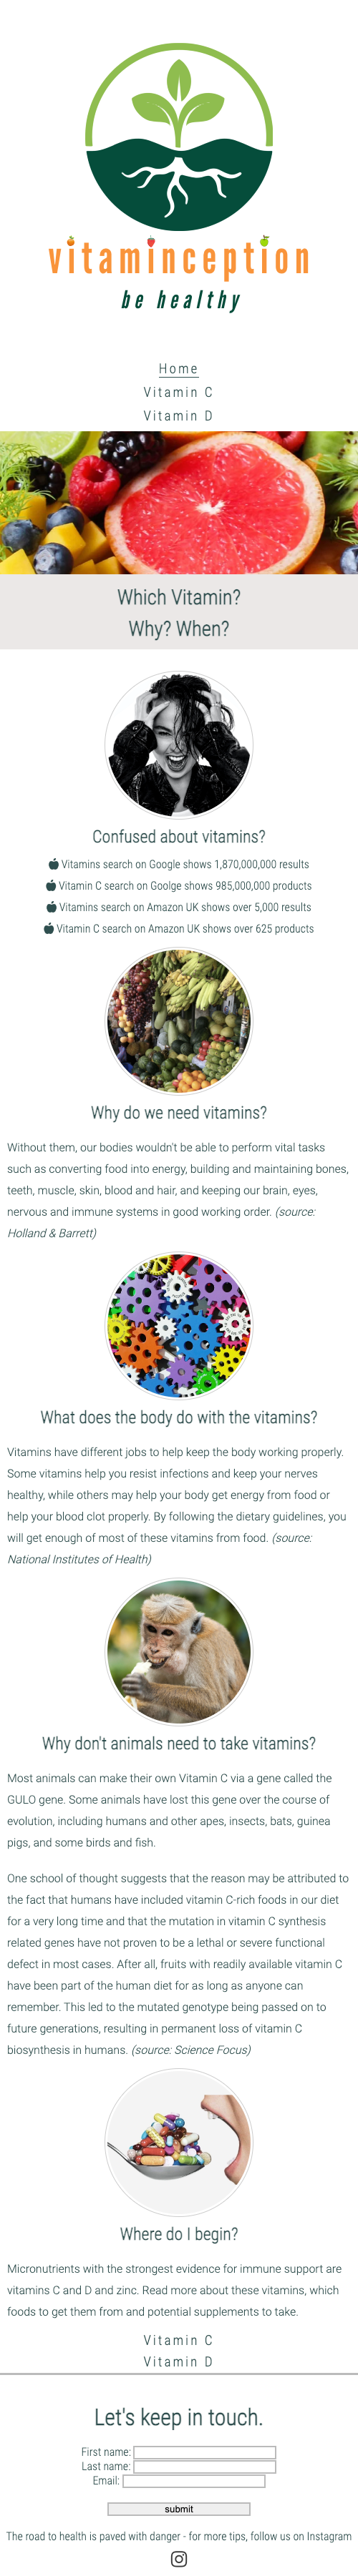 vitaminception
be healthy
Home
Vitamin C
Vitamin D
Which Vitamin?
Why? When?
Confused about vitamins?
Vitamins search on Google shows 1,870,000,000 results
Vitamin C search on Goolge shows 985,000,000 products
Vitamins search on Amazon UK shows over 5,000 results
Vitamin C search on Amazon UK shows over 625 products
Why do we need vitamins?
Without them, our bodies wouldn't be able to perform vital tasks
such as converting food into energy, building and maintaining bones,
teeth, muscle, skin, blood and hair, and keeping our brain, eyes,
nervous and immune systems in good working order. (source:
Holland & Barrett)
What does the body do with the vitamins?
Vitamins have different jobs to help keep the body working properly.
Some vitamins help you resist infections and keep your nerves
healthy, while others may help your body get energy from food or
help your blood clot properly. By following the dietary guidelines, you
will get enough of most of these vitamins from food. (source:
National Institutes of Health)
Why don't animals need to take vitamins?
Most animals can make their own Vitamin C via a gene called the
GULO gene. Some animals have lost this gene over the course of
evolution, including humans and other apes, insects, bats, guinea
pigs, and some birds and fish.
One school of thought suggests that the reason may be attributed to
the fact that humans have included vitamin C-rich foods in our diet
for a very long time and that the mutation in vitamin C synthesis
related genes have not proven to be a lethal or severe functional
defect in most cases. After all, fruits with readily available vitamin C
have been part of the human diet for as long as anyone can
remember. This led to the mutated genotype being passed on to
future generations, resulting in permanent loss of vitamin C
biosynthesis in humans. (source: Science Focus)
Where do I begin?
Micronutrients with the strongest evidence for immune support are
vitamins C and D and zinc. Read more about these vitamins, which
foods to get them from and potential supplements to take.
Vitamin C
Vitamin D
Let's keep in touch.
First name:
Last name:
Email:
submit
The road to health is paved with danger - for more tips, follow us on Instagram